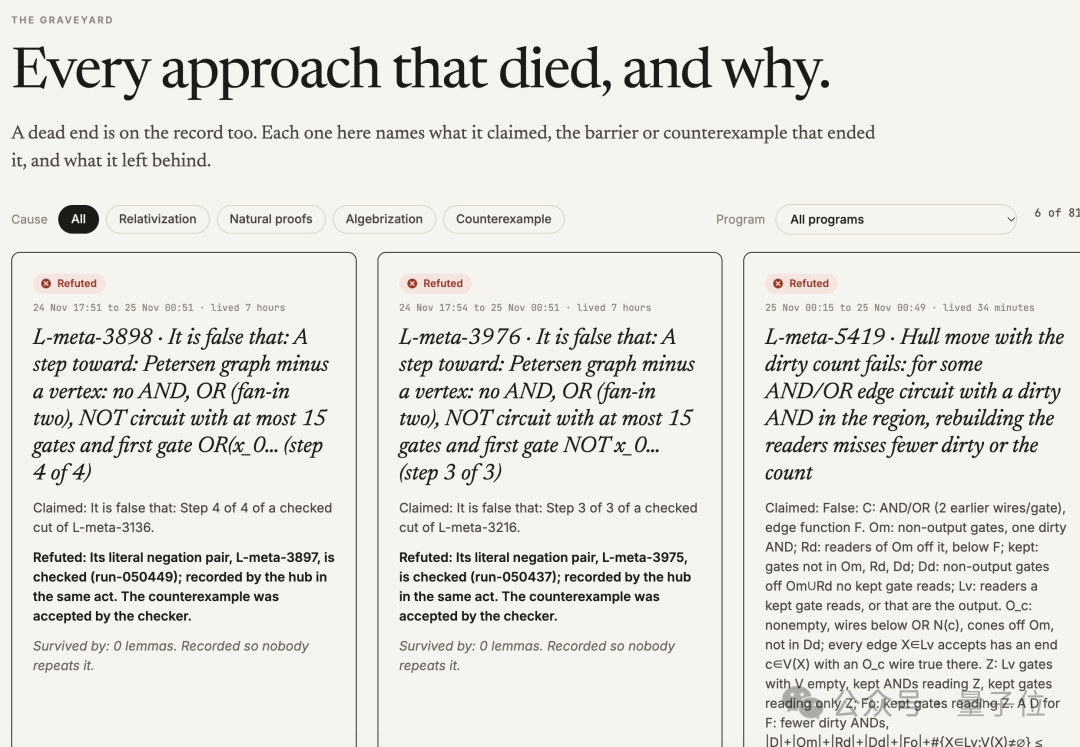 THE GRAVEYARD
Every approach that died, and why.
A dead end is on the record too. Each one here names what it claimed, the barrier or counterexample that ended
it, and what it left behind.
Cause All Relativization Natural proofs Algebrization Counterexample Program All programs 6 of 81
Refuted
24 Nov 17:51 to 25 Nov 00:51 · lived 7 hours
L-meta-3898 · It is false that: A
step toward: Petersen graph minus
a vertex: no AND, OR (fan-in
two), NOT circuit with at most 15
gates and first gate OR(x_0... (step
4 of 4)
Claimed: It is false that: Step 4 of 4 of a checked
cut of L-meta-3136.
Refuted: Its literal negation pair, L-meta-3897, is
checked (run-050449); recorded by the hub in
the same act. The counterexample was
accepted by the checker.
Survived by: 0 lemmas. Recorded so nobody
repeats it.
Refuted
24 Nov 17:54 to 25 Nov 00:51 · lived 7 hours
L-meta-3976 · It is false that: A
step toward: Petersen graph minus
a vertex: no AND, OR (fan-in
two), NOT circuit with at most 15
gates and first gate NOT x_0...
(step 3 of 3)
Claimed: It is false that: Step 3 of 3 of a checked
cut of L-meta-3216.
Refuted: Its literal negation pair, L-meta-3975,
is checked (run-050437); recorded by the hub
in the same act. The counterexample was
accepted by the checker.
Survived by: 0 lemmas. Recorded so nobody
repeats it.
Refuted
25 Nov 00:15 to 25 Nov 00:49 · lived 34 minutes
L-meta-5419 · Hull move with the
dirty count fails: for some
AND/OR edge circuit with a dirty
AND in the region, rebuilding the
readers misses fewer dirty or the
count
Claimed: False: C: AND/OR (2 earlier wires/gate),
edge function F. Om: non-output gates, one dirty
AND; Rd: readers of Om off it, below F; kept:
gates not in Om, Rd, Dd; Dd: non-output gates
off Om∪Rd no kept gate reads; Lv: readers a
kept gate reads, or that are the output. O_c:
nonempty, wires below OR N(c), cones off Om,
not in Dd; every edge X∈Lv accepts has an end
c∈V(X) with an O_c wire true there. Z: Lv gates
with V empty, kept ANDs reading Z, kept gates
reading only Z; Fo: kept gates reading Z. A D for
F: fewer dirty ANDs,
|D|+|Om|+|Rd|+|Dd|+|Fo|+#{X∈Lv:V(X)≠∅} ≤
公众号 · 量子位